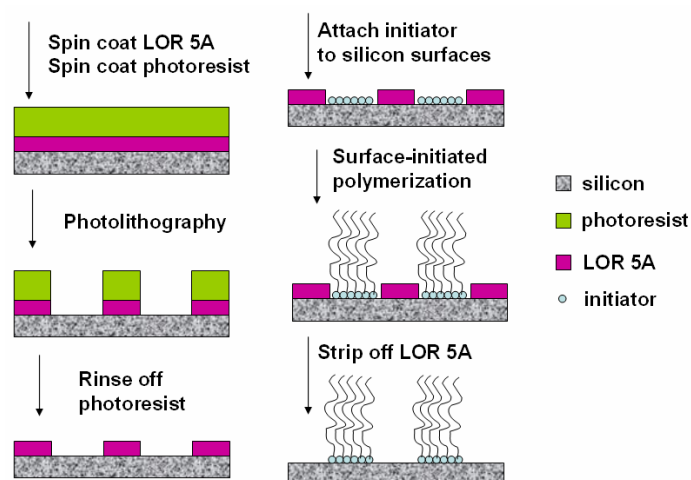 Spin coat LOR 5A
Spin coat photoresist
Photolithography
Rinse off
photoresist
Attach initiator
to silicon surfaces
Surface-initiated
polymerization
Strip off LOR 5A
silicon
photoresist
LOR 5A
initiator